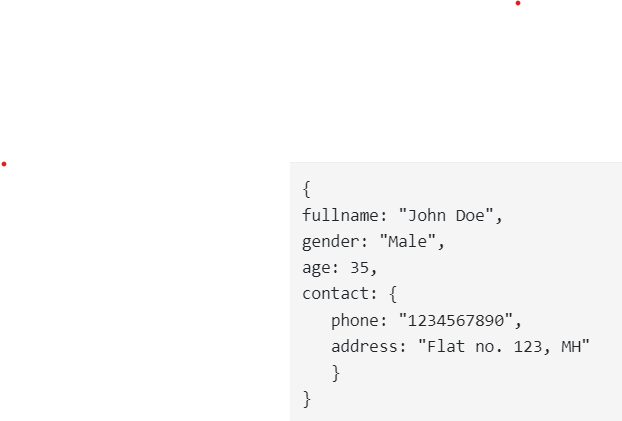 {
fullname: "John Doe",
gender: "Male",
age: 35,
contact: {
   phone: "1234567890",
   address: "Flat no. 123, MH"
   }
}